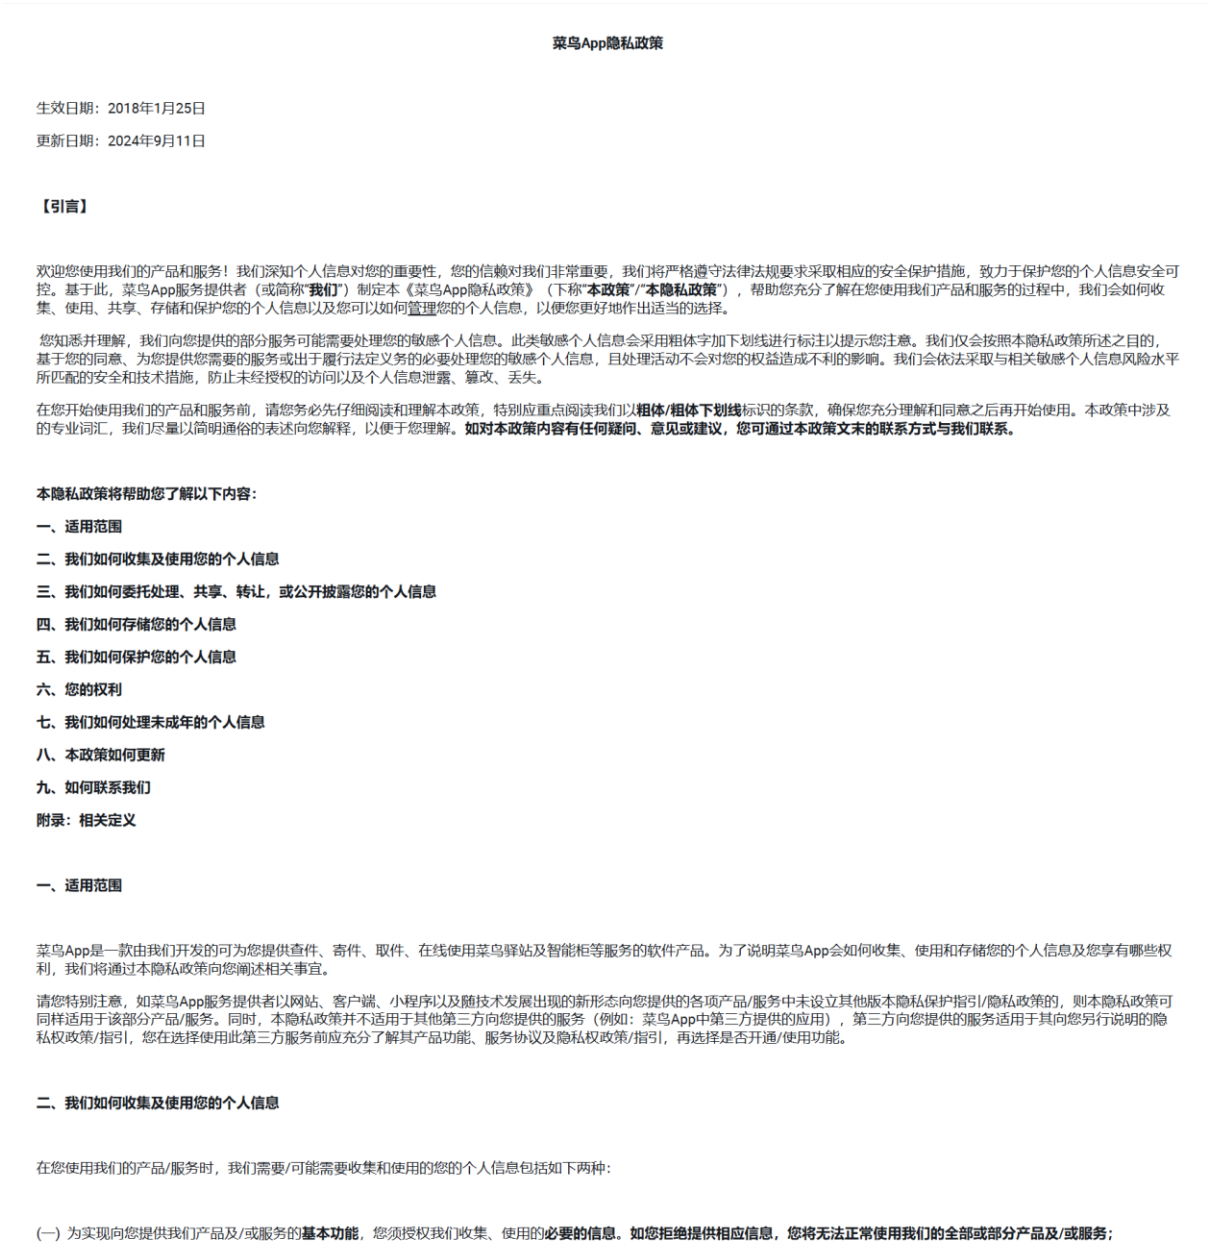 菜鸟App隐私政策
生效日期：2018年1月25日
更新日期：2024年9月11日
【引言】
欢迎您使用我们的产品和服务！我们深知个人信息对您的重要性，您的信赖对我们非常重要，我们将严格遵守法律法规要求采取相应的安全保护措施，致力于保护您的个人信息安全可
控。基于此，菜鸟App服务提供者（或简称“我们”）制定本《菜鸟App隐私政策》（下称“本政策”/“本隐私政策”），帮助您充分了解在您使用我们产品和服务的过程中，我们会如何收
集、使用、共享、存储和保护您的个人信息以及您可以如何管理您的个人信息，以便您更好地作出适当的选择。
您知悉并理解，我们向您提供的部分服务可能需要处理您的敏感个人信息。此类敏感个人信息会采用粗体字加下划线进行标注以提示您注意。我们仅会按照本隐私政策所述之目的，
基于您的同意、为您提供您需要的服务或出于履行法定义务的必要处理您的敏感个人信息，且处理活动不会对您的权益造成不利的影响。我们会依法采取与相关敏感个人信息风险水平
所匹配的安全和技术措施，防止未经授权的访问以及个人信息泄露、篡改、丢失。
在您开始使用我们的产品和服务前，请您务必先仔细阅读和理解本政策，特别应重点阅读我们以粗体/粗体下划线标识的条款，确保您充分理解和同意之后再开始使用。本政策中涉及
的专业词汇，我们尽量以简明通俗的表述向您解释，以便于您理解。如对本政策内容有任何疑问、意见或建议，您可通过本政策文末的联系方式与我们联系。
本隐私政策将帮助您了解以下内容：
一、适用范围
二、我们如何收集及使用您的个人信息
三、我们如何委托处理、共享、转让，或公开披露您的个人信息
四、我们如何存储您的个人信息
五、我们如何保护您的个人信息
六、您的权利
七、我们如何处理未成年的个人信息
八、本政策如何更新
九、如何联系我们
附录：相关定义
一、适用范围
菜鸟App是一款由我们开发的可为您提供查件、寄件、取件、在线使用菜鸟驿站及智能柜等服务的软件产品。为了说明菜鸟App会如何收集、使用和存储您的个人信息及您享有哪些权
利，我们将通过本隐私政策向您阐述相关事宜。
请您特别注意，如菜鸟App服务提供者以网站、客户端、小程序以及随技术发展出现的新形态向您提供的各项产品/服务中未设立其他版本隐私保护指引/隐私政策的，则本隐私政策可
同样适用于该部分产品/服务。同时，本隐私政策并不适用于其他第三方向您提供的服务（例如：菜鸟App中第三方提供的应用），第三方向您提供的服务适用于其向您另行说明的隐
私权政策/指引，您在选择使用此第三方服务前应充分了解其产品功能、服务协议及隐私权政策/指引，再选择是否开通/使用功能。
二、我们如何收集及使用您的个人信息
在您使用我们的产品/服务时，我们需要/可能需要收集和使用的您的个人信息包括如下两种：
(一) 为实现向您提供我们产品及/或服务的基本功能，您须授权我们收集、使用的必要的信息。如您拒绝提供相应信息，您将无法正常使用我们的全部或部分产品及/或服务；